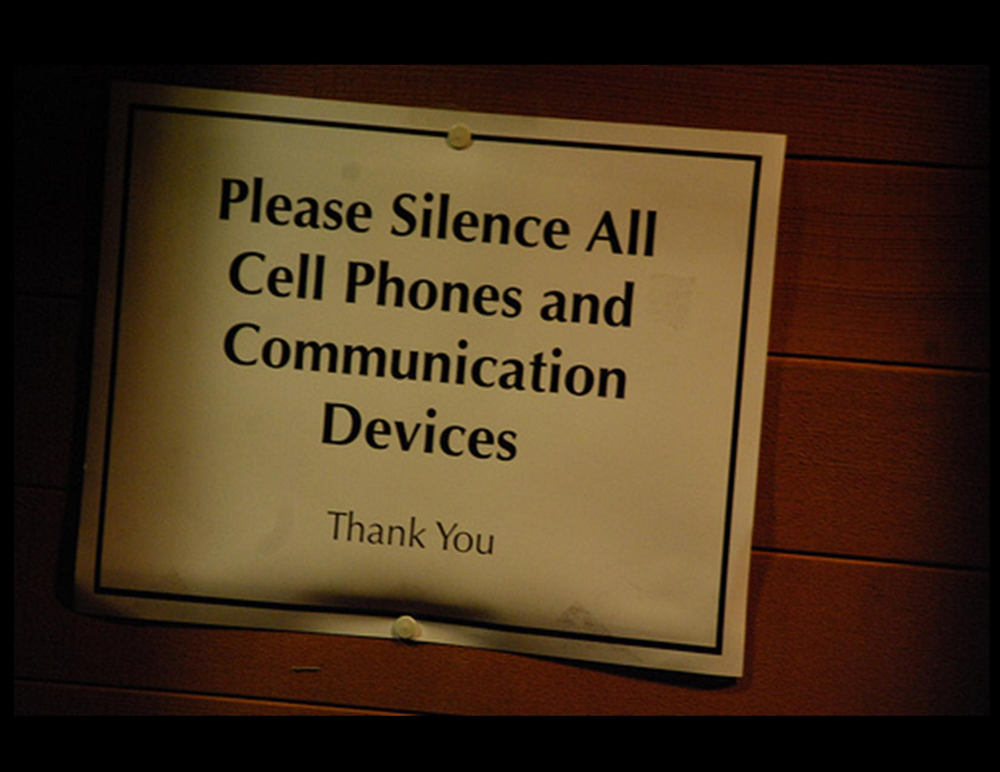 Please Silence All
Cell Phones and
Communication
Devices
Thank You